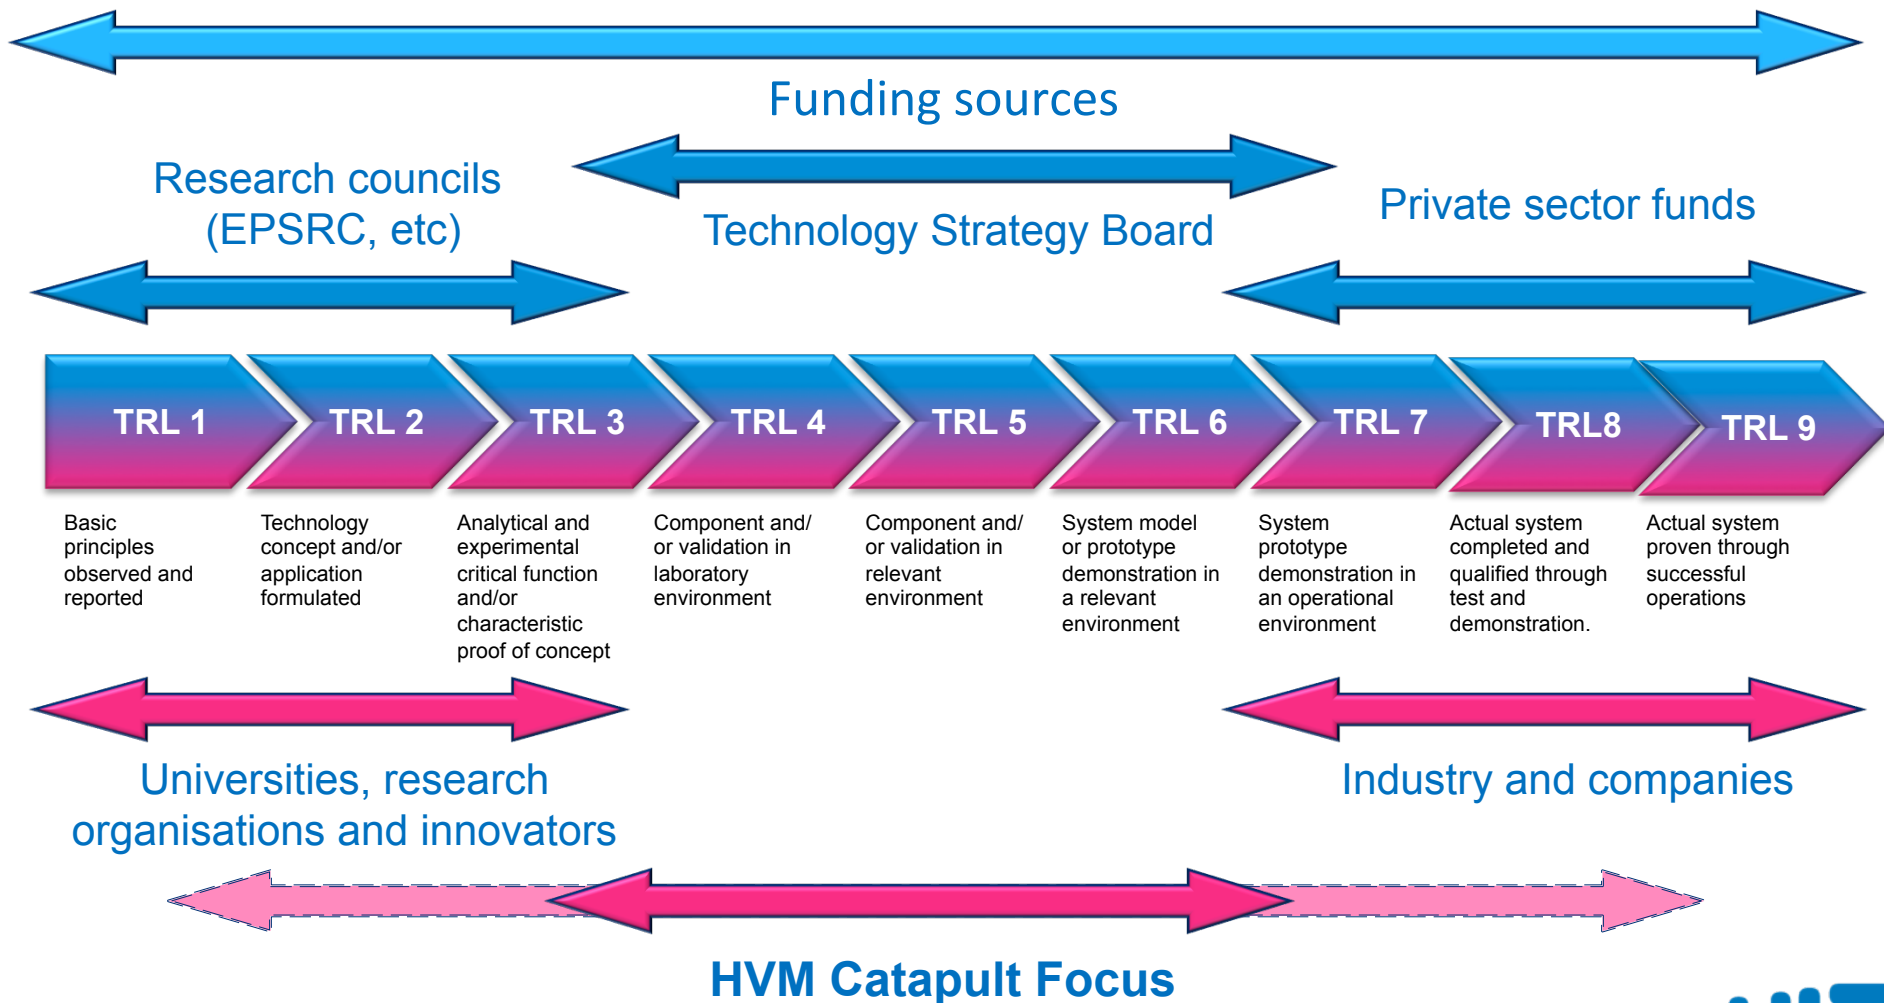 Funding sources
Research councils
(EPSRC, etc)
Technology Strategy Board
Private sector funds
TRL 1
TRL 2
TRL 3
TRL 4
TRL 5
TRL 6
TRL 7
TRL8
TRL 9
Basic
principles
observed and
reported
Technology
concept and/or
application
formulated
Analytical and
experimental
critical function
and/or
characteristic
proof of concept
Component and/
or validation in
laboratory
environment
Component and/
or validation in
relevant
environment
System model
or prototype
demonstration in
a relevant
environment
System
prototype
demonstration in
an operational
environment
Actual system
completed and
qualified through
test and
demonstration.
Actual system
proven through
successful
operations
Universities, research
organisations and innovators
Industry and companies
HVM Catapult Focus